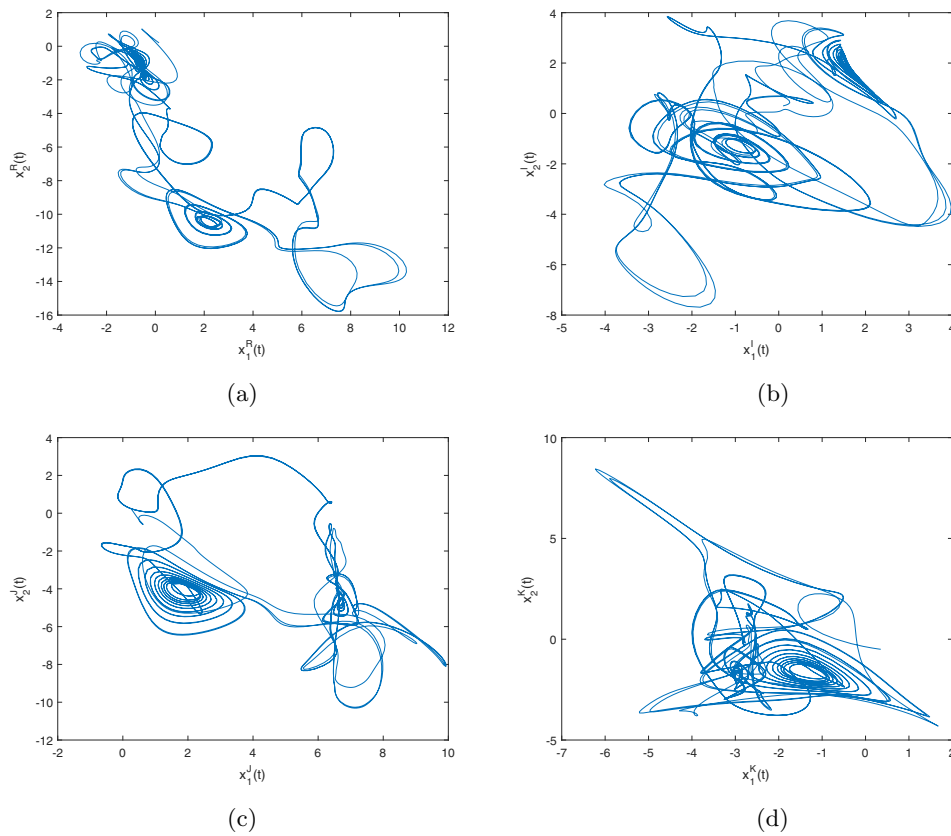 2
0
-2
-4
-6
-8
-10
-12
-14
-16
-4 -2 0 2 4 6 8 10 12
x₁ᴿ(t)
x₂ᴿ(t)
(a)
4
2
0
-2
-4
-6
-8
-5 -4 -3 -2 -1 0 1 2 3 4
x₁ᴵ(t)
x₂ᴵ(t)
(b)
4
2
0
-2
-4
-6
-8
-10
-12
-2 0 2 4 6 8 10
x₁ᴶ(t)
x₂ᴶ(t)
(c)
10
5
0
-5
-7 -6 -5 -4 -3 -2 -1 0 1 2
x₁ᴷ(t)
x₂ᴷ(t)
(d)